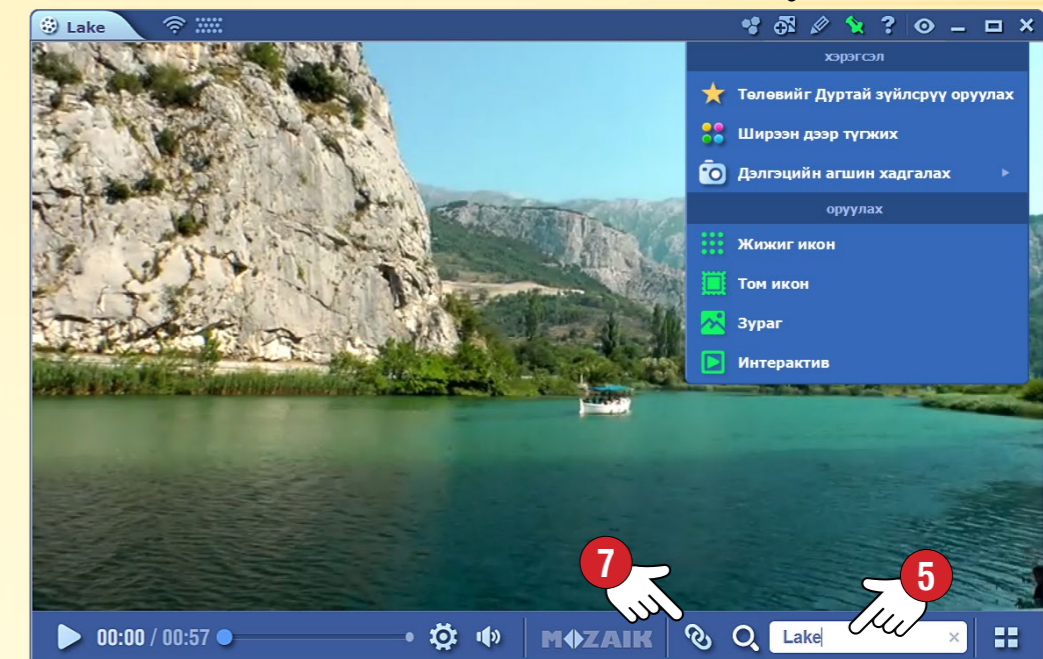 Lake
?
хэрэгсэл
Төлөвийг Дуртай зүйлсрүү оруулах
Ширээн дээр түгжих
Дэлгэцийн агшин хадгалах
оруулах
Жижиг икон
Том икон
Зураг
Интерактив
7
5
00:00 / 00:57
MOZAIK
Lake